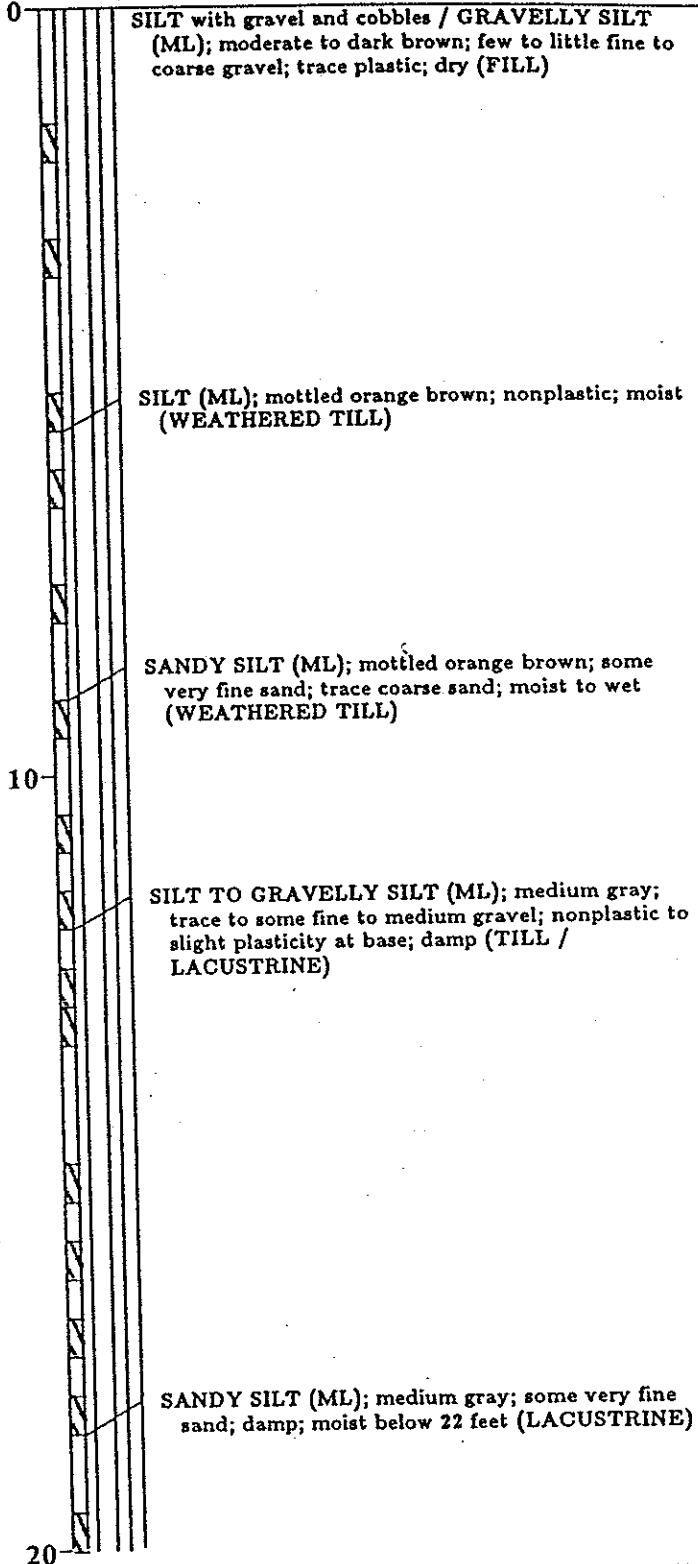 0
SILT with gravel and cobbles / GRAVELLY SILT
(ML); moderate to dark brown; few to little fine to
coarse gravel; trace plastic; dry (FILL)
SILT (ML); mottled orange brown; nonplastic; moist
(WEATHERED TILL)
SANDY SILT (ML); mottled orange brown; some
very fine sand; trace coarse sand; moist to wet
(WEATHERED TILL)
10
SILT TO GRAVELLY SILT (ML); medium gray;
trace to some fine to medium gravel; nonplastic to
slight plasticity at base; damp (TILL /
LACUSTRINE)
SANDY SILT (ML); medium gray; some very fine
sand; damp; moist below 22 feet (LACUSTRINE)
20